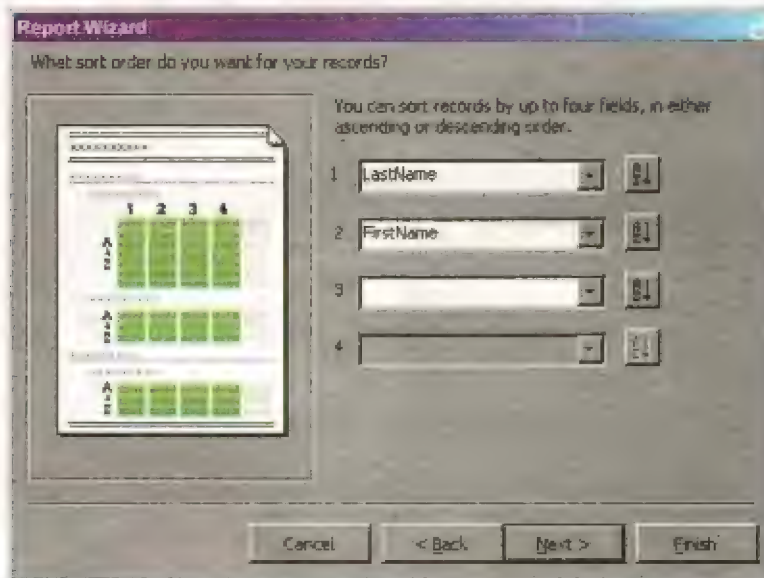 Report Wizard
What sort order do you want for your records?
You can sort records by up to four fields, in either
ascending or descending order.
1 LastName
2 FirstName
3
4
1 2 3 4
A
Z
A
Z
A
Z
Cancel < Back Next > Finish